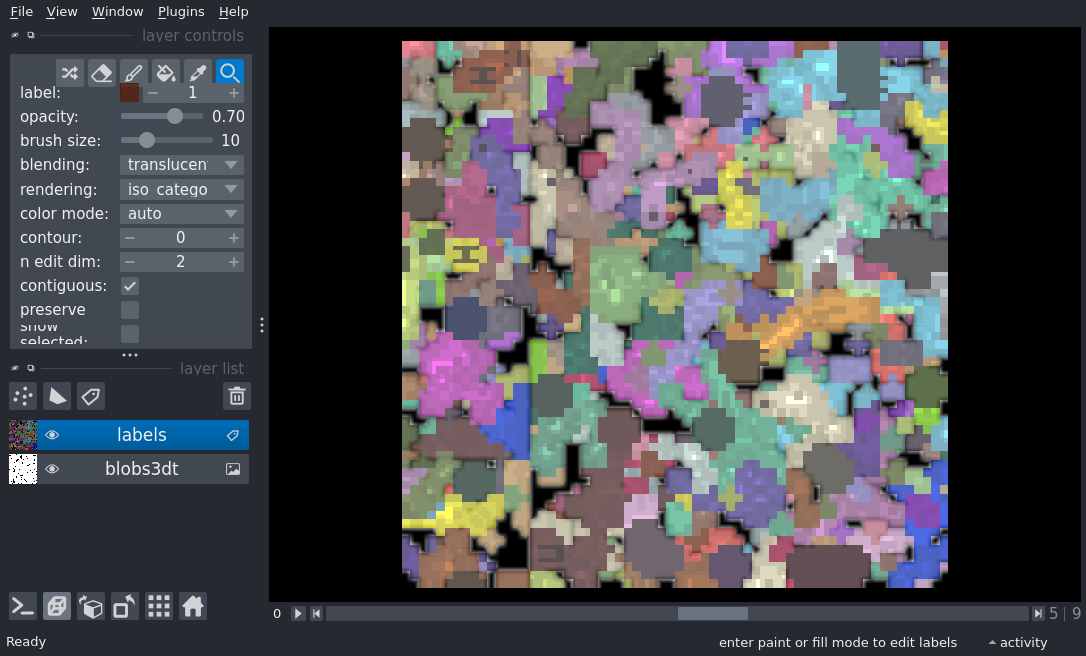 File View Window Plugins Help
layer controls
label: 1
opacity: 0.70
brush size: 10
blending: translucen
rendering: iso_catego
color mode: auto
contour: 0
n edit dim: 2
contiguous:
preserve
show
selected:
layer list
labels
blobs3dt
0 5 | 9
Ready enter paint or fill mode to edit labels activity